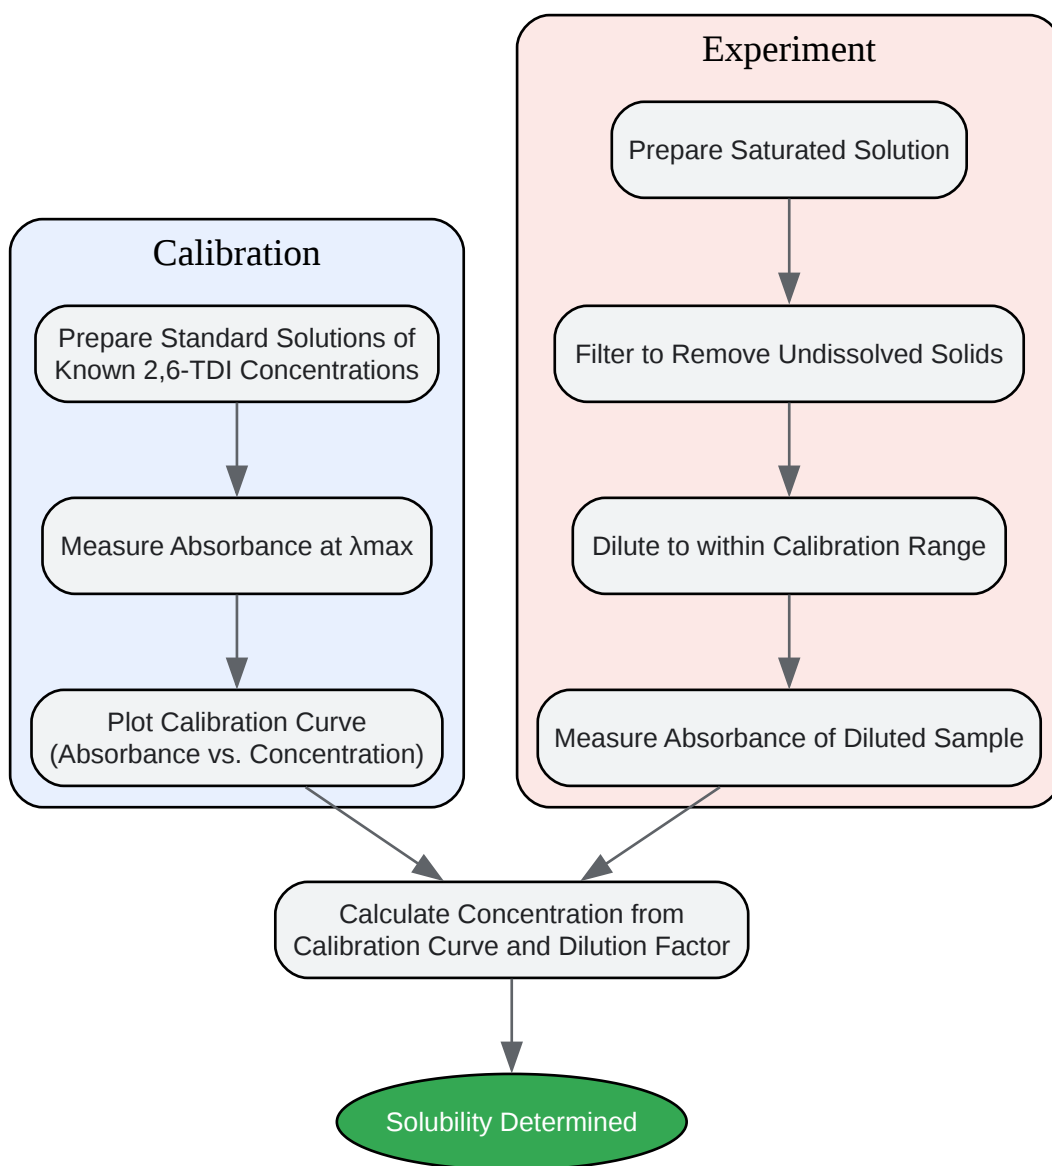 Experiment
Prepare Saturated Solution
Filter to Remove Undissolved Solids
Dilute to within Calibration Range
Measure Absorbance of Diluted Sample
Calibration
Prepare Standard Solutions of
Known 2,6-TDI Concentrations
Measure Absorbance at λmax
Plot Calibration Curve
(Absorbance vs. Concentration)
Calculate Concentration from
Calibration Curve and Dilution Factor
Solubility Determined